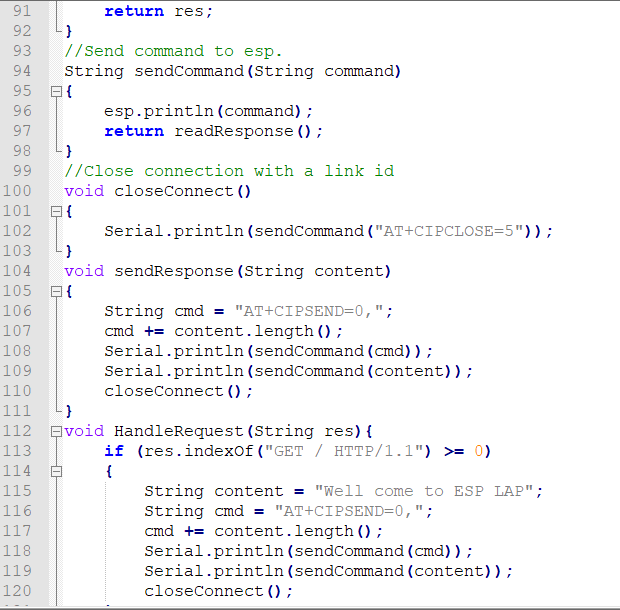 91 return res;
92 }
93 //Send command to esp.
94 String sendCommand(String command)
95 {
96 esp.println(command);
97 return readResponse();
98 }
99 //Close connection with a link id
100 void closeConnect()
101 {
102 Serial.println(sendCommand("AT+CIPCLOSE=5"));
103 }
104 void sendResponse(String content)
105 {
106 String cmd = "AT+CIPSEND=0,";
107 cmd += content.length();
108 Serial.println(sendCommand(cmd));
109 Serial.println(sendCommand(content));
110 closeConnect();
111 }
112 void HandleRequest(String res){
113 if (res.indexOf("GET / HTTP/1.1") >= 0)
114 {
115 String content = "Well come to ESP LAP";
116 String cmd = "AT+CIPSEND=0,";
117 cmd += content.length();
118 Serial.println(sendCommand(cmd));
119 Serial.println(sendCommand(content));
120 closeConnect();